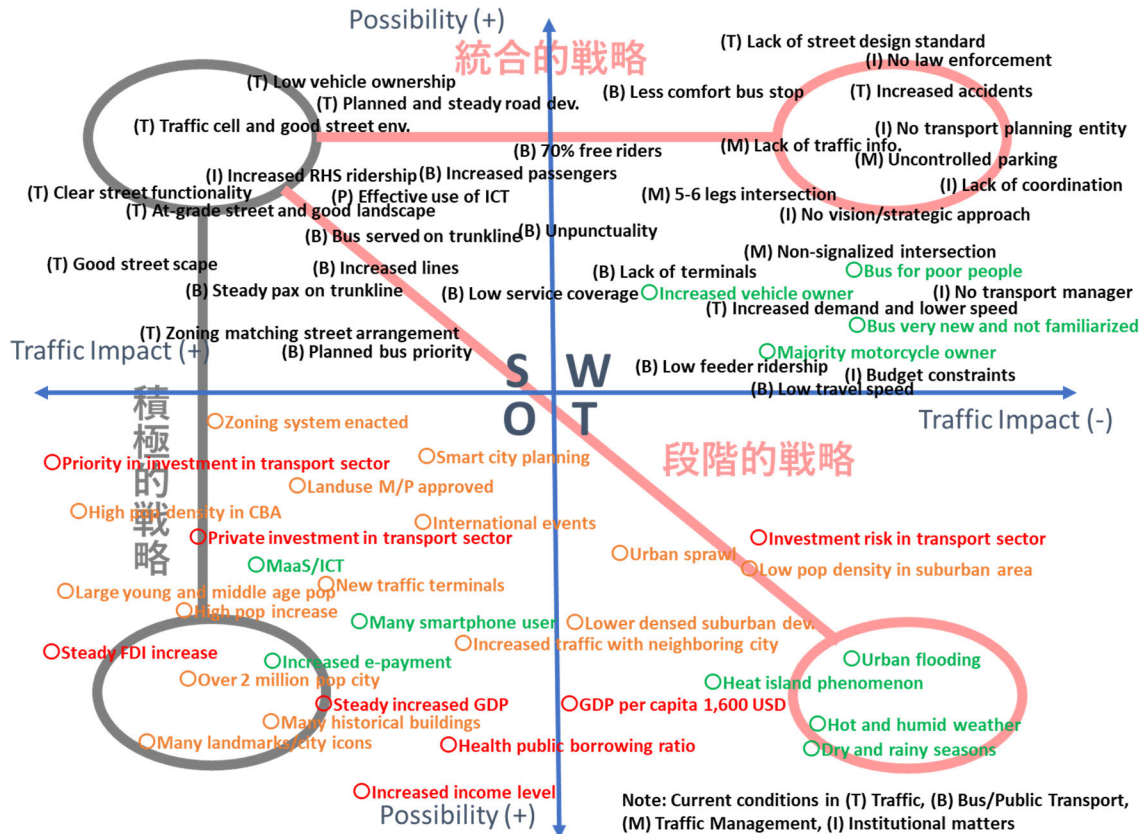 Possibility (+)
統合的戦略
(T) Lack of street design standard
(I) No law enforcement
(T) Low vehicle ownership
(B) Less comfort bus stop
(T) Increased accidents
(T) Planned and steady road dev.
(T) Traffic cell and good street env.
(I) No transport planning entity
(B) 70% free riders
(M) Lack of traffic info.
(M) Uncontrolled parking
(I) Increased RHS ridership
(B) Increased passengers
(I) Lack of coordination
(T) Clear street functionality
(P) Effective use of ICT
(M) 5-6 legs intersection
(T) At-grade street and good landscape
(I) No vision/strategic approach
(B) Bus served on trunkline
(B) Unpunctuality
(M) Non-signalized intersection
(T) Good street scape
(B) Increased lines
(B) Lack of terminals
Bus for poor people
(B) Steady pax on trunkline
(B) Low service coverage
Increased vehicle owner
(I) No transport manager
(T) Increased demand and lower speed
Bus very new and not familiarized
(T) Zoning matching street arrangement
Traffic Impact (+)
(B) Planned bus priority
Majority motorcycle owner
S W
(B) Low feeder ridership
(I) Budget constraints
(B) Low travel speed
O T
Traffic Impact (-)
積極的戦略
Zoning system enacted
段階的戦略
Priority in investment in transport sector
Smart city planning
Landuse M/P approved
High pop density in CBA
International events
Private investment in transport sector
Investment risk in transport sector
Urban sprawl
MaaS/ICT
Low pop density in suburban area
Large young and middle age pop
New traffic terminals
High pop increase
Many smartphone user
Lower densed suburban dev.
Increased traffic with neighboring city
Steady FDI increase
Increased e-payment
Urban flooding
Over 2 million pop city
Heat island phenomenon
Steady increased GDP
GDP per capita 1,600 USD
Many historical buildings
Hot and humid weather
Many landmarks/city icons
Health public borrowing ratio
Dry and rainy seasons
Increased income level
Possibility (+)
Note: Current conditions in (T) Traffic, (B) Bus/Public Transport,
(M) Traffic Management, (I) Institutional matters